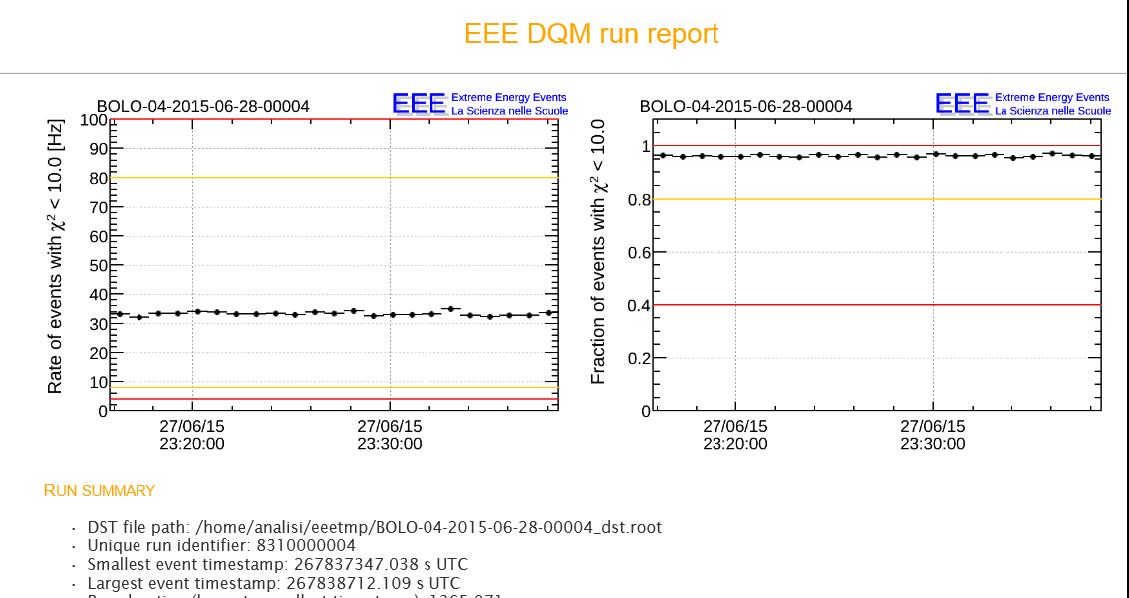 EEE DQM run report
BOLO-04-2015-06-28-00004
EEE Extreme Energy Events
La Scienza nelle Scuole
Rate of events with χ² < 10.0 [Hz]
100
90
80
70
60
50
40
30
20
10
0
27/06/15
23:20:00
27/06/15
23:30:00
BOLO-04-2015-06-28-00004
EEE Extreme Energy Events
La Scienza nelle Scuole
Fraction of events with χ² < 10.0
1
0.8
0.6
0.4
0.2
0
27/06/15
23:20:00
27/06/15
23:30:00
RUN SUMMARY
· DST file path: /home/analisi/eeetmp/BOLO-04-2015-06-28-00004_dst.root
· Unique run identifier: 8310000004
· Smallest event timestamp: 267837347.038 s UTC
· Largest event timestamp: 267838712.109 s UTC